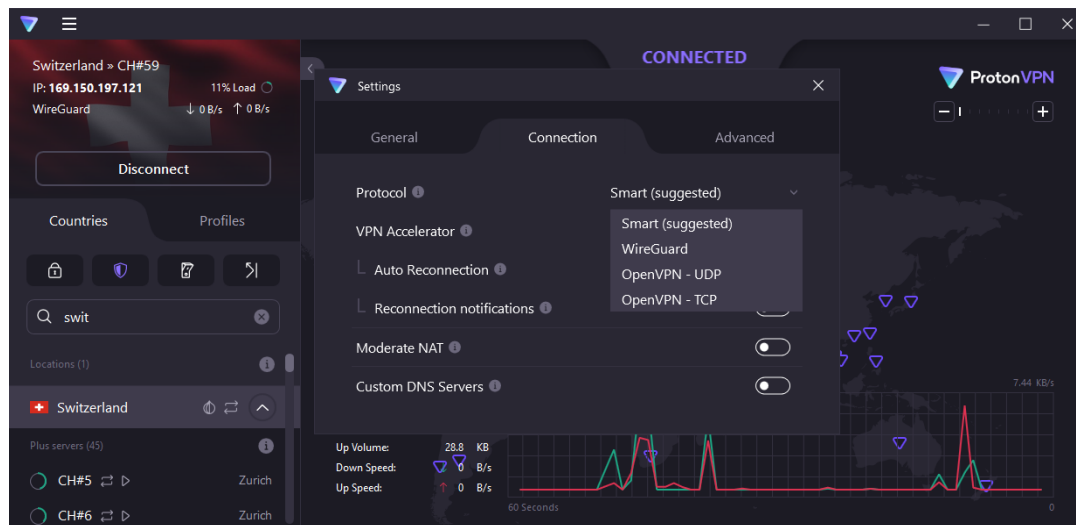 Switzerland » CH#59
IP: 169.150.197.121 11% Load
WireGuard ↓ 0 B/s ↑ 0 B/s
Disconnect
Countries Profiles
swit
Locations (1)
Switzerland
Plus servers (45)
CH#5 Zurich
CH#6 Zurich
CONNECTED
ProtonVPN
Settings
General Connection Advanced
Protocol Smart (suggested)
Smart (suggested)
WireGuard
OpenVPN - UDP
OpenVPN - TCP
VPN Accelerator
Auto Reconnection
Reconnection notifications
Moderate NAT
Custom DNS Servers
7.44 KB/s
Up Volume: 28.8 KB
Down Speed: 0 B/s
Up Speed: ↑ 0 B/s
60 Seconds 0